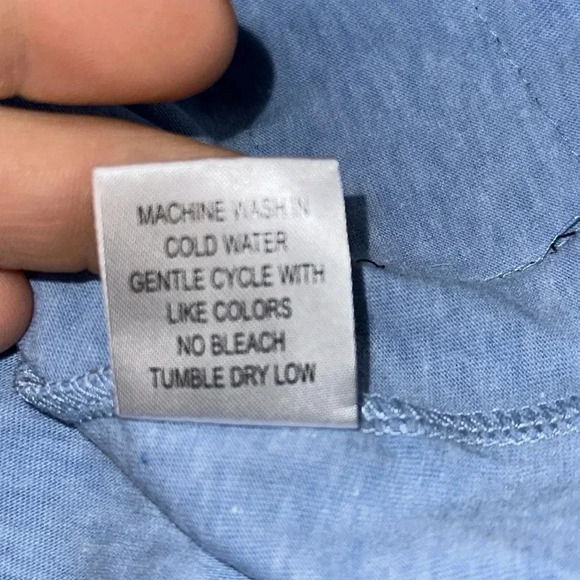 MACHINE WASH IN
COLD WATER
GENTLE CYCLE WITH
LIKE COLORS
NO BLEACH
TUMBLE DRY LOW